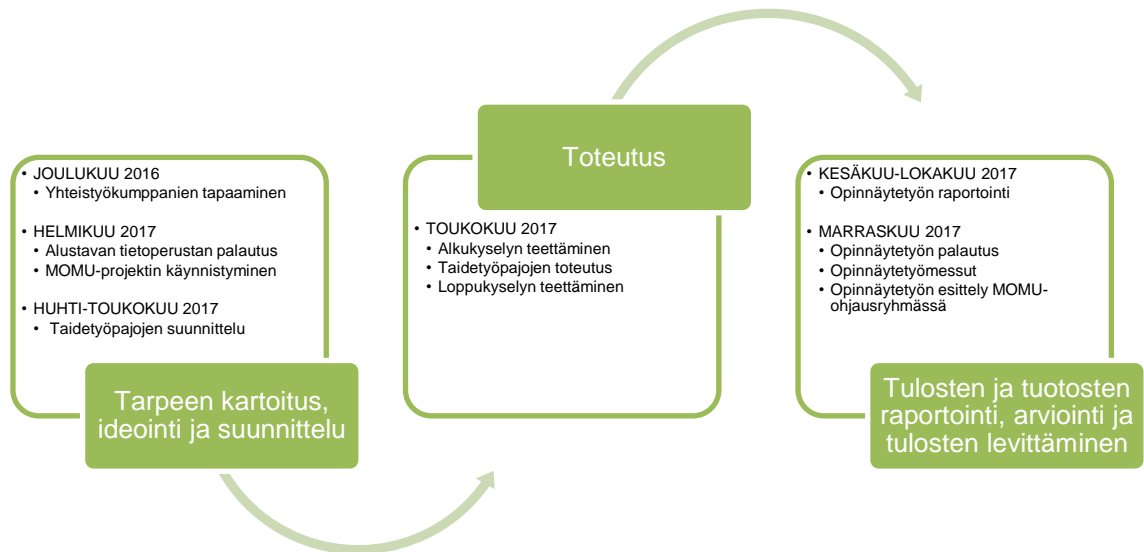 • JOULUKUU 2016
• Yhteistyökumppanien tapaaminen
• HELMIKUU 2017
• Alustavan tietoperustan palautus
• MOMU-projektin käynnistyminen
• HUHTI-TOUKOKUU 2017
• Taidetyöpajojen suunnittelu
Tarpeen kartoitus,
ideointi ja suunnittelu
Toteutus
• TOUKOKUU 2017
• Alkukyselyn teettäminen
• Taidetyöpajojen toteutus
• Loppukyselyn teettäminen
• KESÄKUU-LOKAKUU 2017
• Opinnäytetyön raportointi
• MARRASKUU 2017
• Opinnäytetyön palautus
• Opinnäytetyömessut
• Opinnäytetyön esittely MOMU-
ohjausryhmässä
Tulosten ja tuotosten
raportointi, arviointi ja
tulosten levittäminen